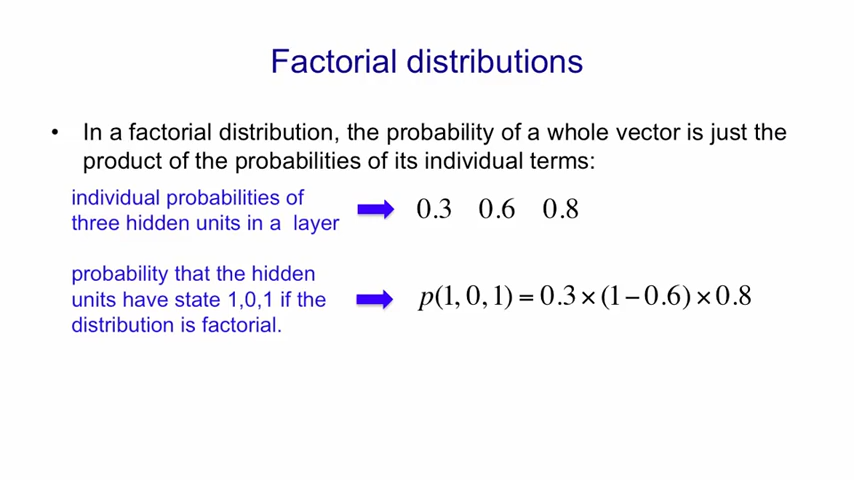 Factorial distributions
• In a factorial distribution, the probability of a whole vector is just the
product of the probabilities of its individual terms:
individual probabilities of
three hidden units in a layer
0.3 0.6 0.8
probability that the hidden
units have state 1,0,1 if the
distribution is factorial.
p(1, 0, 1) = 0.3 × (1 − 0.6) × 0.8